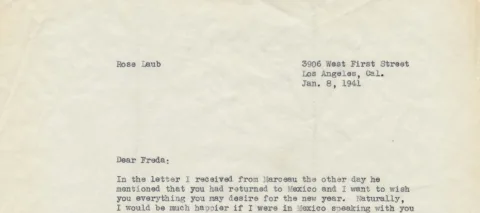 Rose Laub
3906 West First Street
Los Angeles, Cal.
Jan. 8, 1941
Dear Freda:
In the letter I received from Marceau the other day he
mentioned that you had returned to Mexico and I want to wish
you everything you may desire for the new year. Naturally,
I would be much happier if I were in Mexico speaking with you